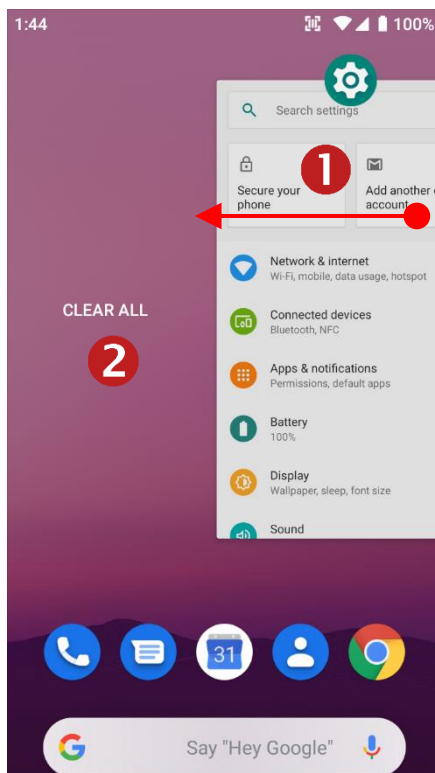 1:44
100%
Search settings
1
Secure your
phone
Add another
account
Network & internet
Wi-Fi, mobile, data usage, hotspot
Connected devices
Bluetooth, NFC
CLEAR ALL
2
Apps & notifications
Permissions, default apps
Battery
100%
Display
Wallpaper, sleep, font size
Sound
31
G
Say "Hey Google"